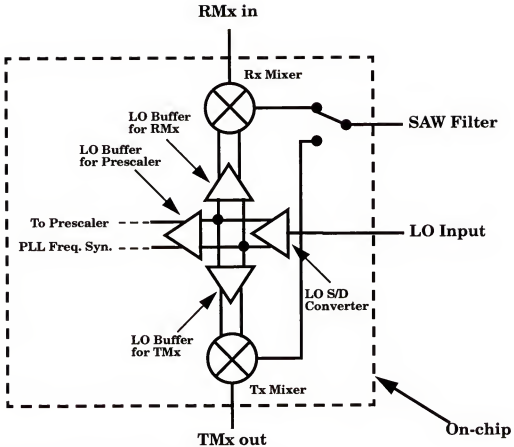 RMx in
Rx Mixer
LO Buffer
for RMx
SAW Filter
LO Buffer
for Prescaler
To Prescaler
LO Input
PLL Freq. Syn.
LO S/D
Converter
LO Buffer
for TMx
Tx Mixer
On-chip
TMx out